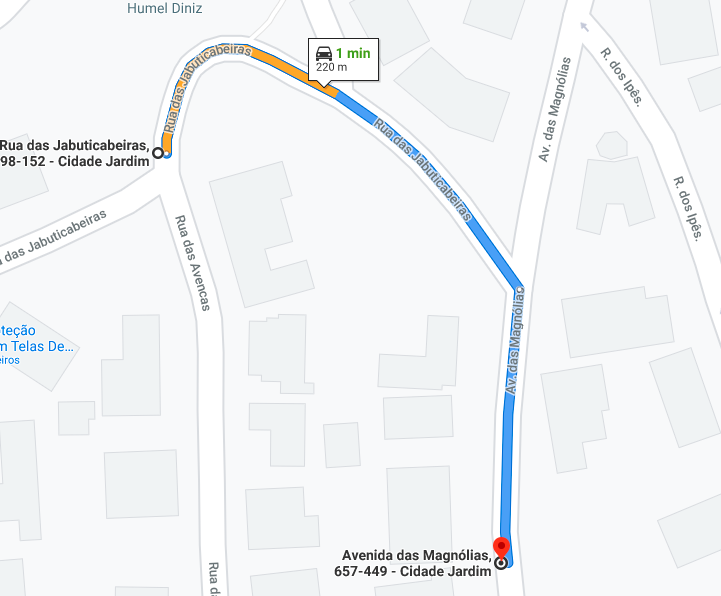 Humel Diniz
1 min
220 m
Rua das Jabuticabeiras
Rua das Jabuticabeiras
Av. das Magnólias
R. dos Ipês.
R. dos Ipês.
Rua das Jabuticabeiras,
98-152 - Cidade Jardim
das Jabuticabeiras
Rua das Avencas
Av. das Magnólias
oteção
m Telas De...
eiros
Avenida das Magnólias,
657-449 - Cidade Jardim
Rua d